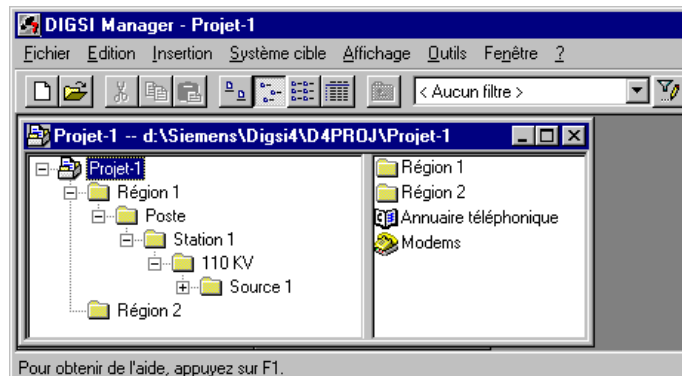 DIGSI Manager - Projet-1
Fichier Edition Insertion Système cible Affichage Outils Fenêtre ?
< Aucun filtre >
Projet-1 -- d:\Siemens\Digsi4\D4PROJ\Projet-1
Projet-1
Région 1
Poste
Station 1
110 KV
Source 1
Région 2
Région 1
Région 2
Annuaire téléphonique
Modems
Pour obtenir de l'aide, appuyez sur F1.